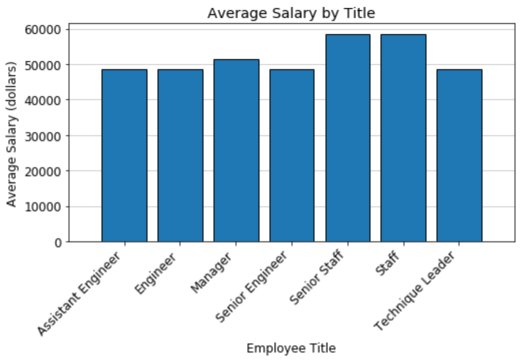 Average Salary by Title
Average Salary (dollars)
60000
50000
40000
30000
20000
10000
0
Assistant Engineer
Engineer
Manager
Senior Engineer
Senior Staff
Staff
Technique Leader
Employee Title